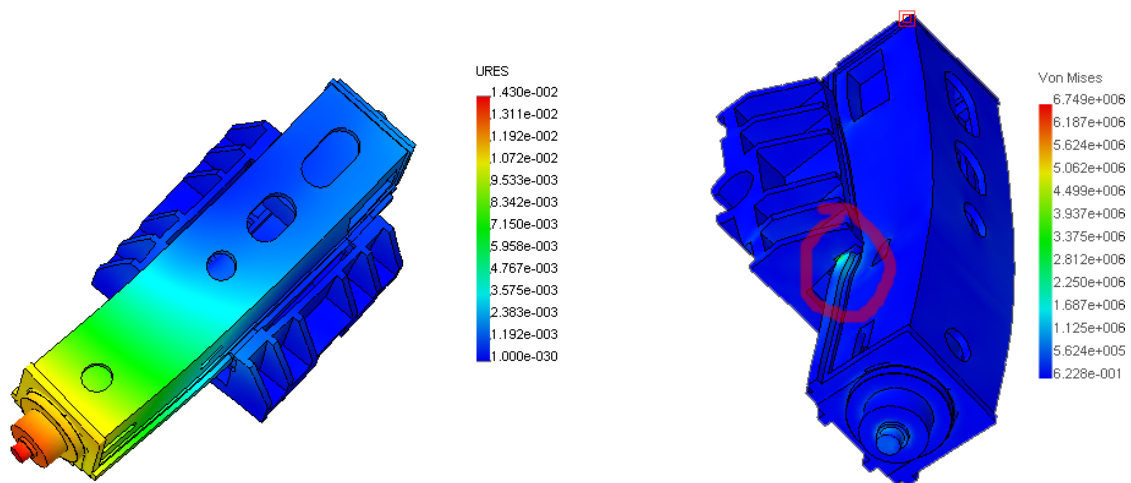 URES
1.430e-002
1.311e-002
1.192e-002
1.072e-002
9.533e-003
8.342e-003
7.150e-003
5.958e-003
4.767e-003
3.575e-003
2.383e-003
1.192e-003
1.000e-030
Von Mises
6.749e+006
6.187e+006
5.624e+006
5.062e+006
4.499e+006
3.937e+006
3.375e+006
2.812e+006
2.250e+006
1.687e+006
1.125e+006
5.624e+005
6.228e-001